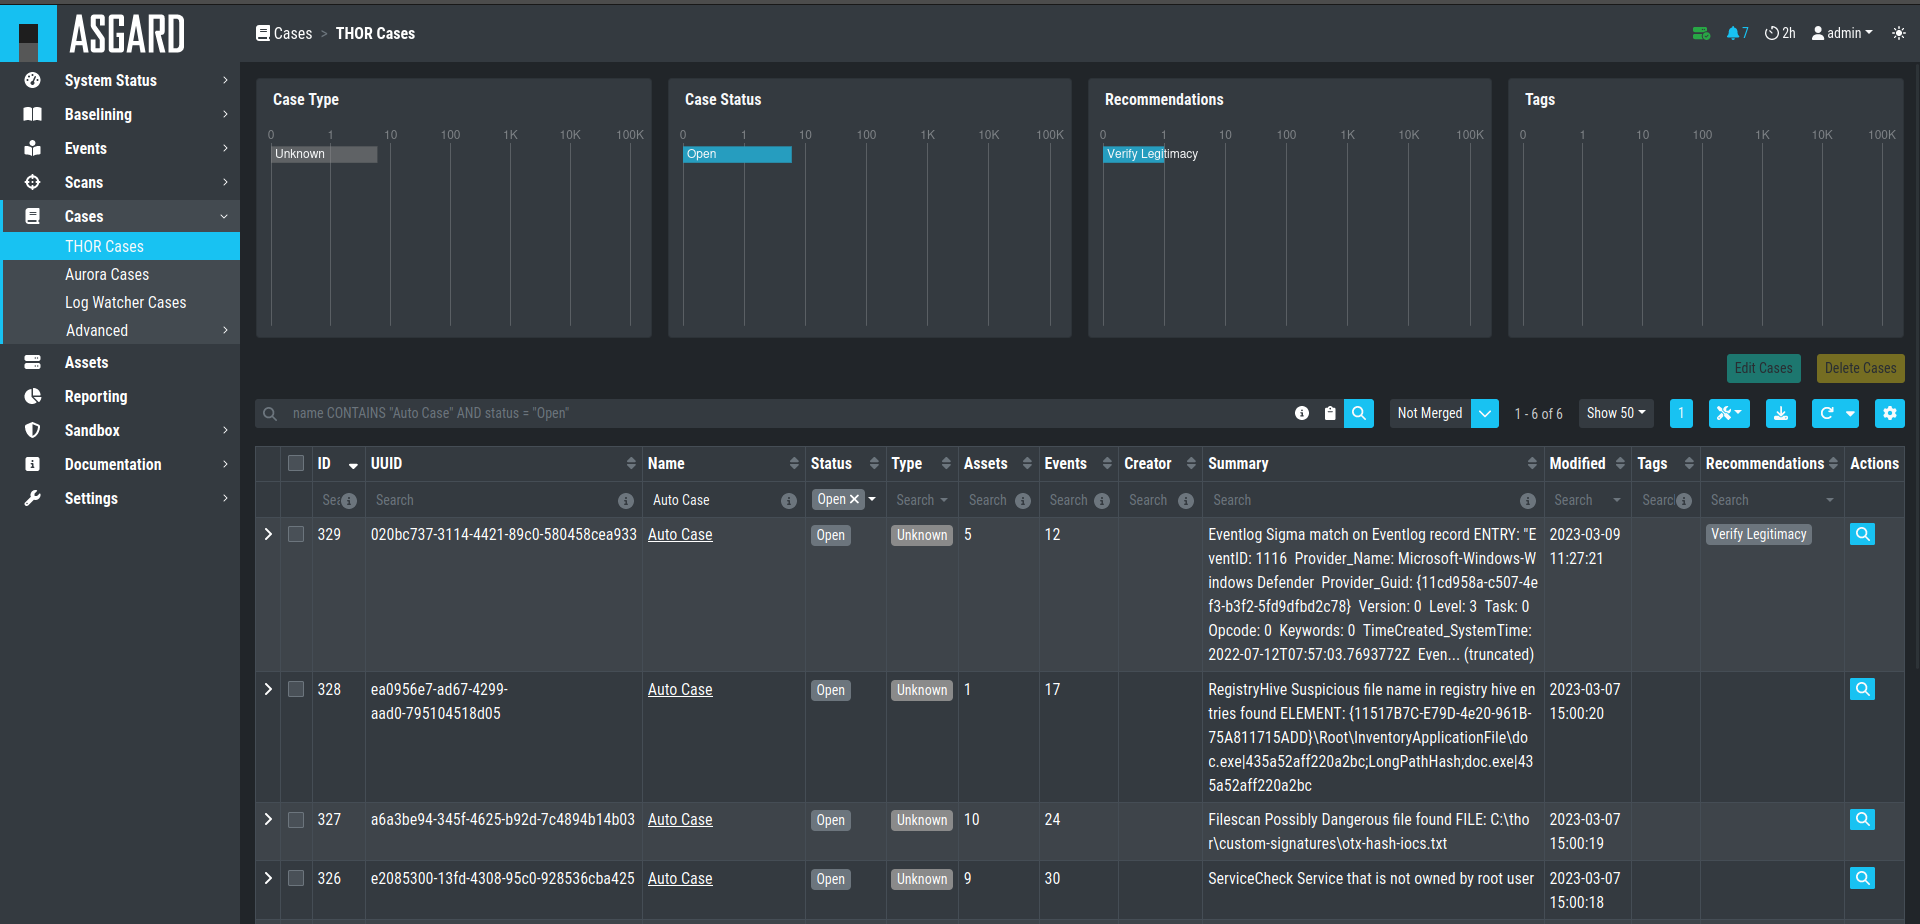 ASGARD
Cases > THOR Cases
7
2h
admin
System Status
Baselining
Events
Scans
Cases
THOR Cases
Aurora Cases
Log Watcher Cases
Advanced
Assets
Reporting
Sandbox
Documentation
Settings
Case Type
0 1 10 100 1K 10K 100K
Unknown
Case Status
0 1 10 100 1K 10K 100K
Open
Recommendations
0 1 10 100 1K 10K 100K
Verify Legitimacy
Tags
0 1 10 100 1K 10K 100K
Edit Cases
Delete Cases
name CONTAINS "Auto Case" AND status = "Open"
Not Merged
1 - 6 of 6
Show 50
1
ID UUID Name Status Type Assets Events Creator Summary Modified Tags Recommendations Actions
Sea Search Auto Case Open Search Search Search Search Search Search Searc Search
329 020bc737-3114-4421-89c0-580458cea933 Auto Case Open Unknown 5 12
Eventlog Sigma match on Eventlog record ENTRY: "E
ventID: 1116 Provider_Name: Microsoft-Windows-W
indows Defender Provider_Guid: {11cd958a-c507-4e
f3-b3f2-5fd9dfbd2c78} Version: 0 Level: 3 Task: 0
Opcode: 0 Keywords: 0 TimeCreated_SystemTime:
2022-07-12T07:57:03.7693772Z Even... (truncated)
2023-03-09
11:27:21
Verify Legitimacy
328 ea0956e7-ad67-4299-
aad0-795104518d05
Auto Case Open Unknown 1 17
RegistryHive Suspicious file name in registry hive en
tries found ELEMENT: {11517B7C-E79D-4e20-961B-
75A811715ADD}\Root\InventoryApplicationFile\do
c.exe|435a52aff220a2bc;LongPathHash;doc.exe|43
5a52aff220a2bc
2023-03-07
15:00:20
327 a6a3be94-345f-4625-b92d-7c4894b14b03 Auto Case Open Unknown 10 24
Filescan Possibly Dangerous file found FILE: C:\tho
r\custom-signatures\otx-hash-iocs.txt
2023-03-07
15:00:19
326 e2085300-13fd-4308-95c0-928536cba425 Auto Case Open Unknown 9 30
ServiceCheck Service that is not owned by root user
2023-03-07
15:00:18